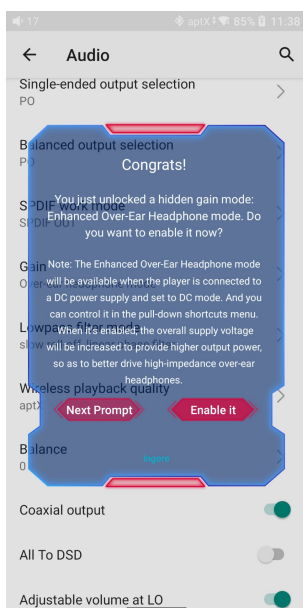 17 aptX 85% 11:38
Audio
Single-ended output selection
PO
Balanced output selection
PO
Congrats!
You just unlocked a hidden gain mode:
Enhanced Over-Ear Headphone mode. Do
you want to enable it now?
SPDIF work mode
SPDIF OUT
Note: The Enhanced Over-Ear Headphone mode
will be available when the player is connected to
a DC power supply and set to DC mode. And you
can control it in the pull-down shortcuts menu.
When it's enabled, the overall supply voltage
will be increased to provide higher output power,
so as to better drive high-impedance over-ear
headphones.
Gain
Over-ear headphone mode
Lowpass filter mode
Wireless playback quality
Next Prompt Enable it
Balance
0
ingore
Coaxial output
All To DSD
Adjustable volume at LO